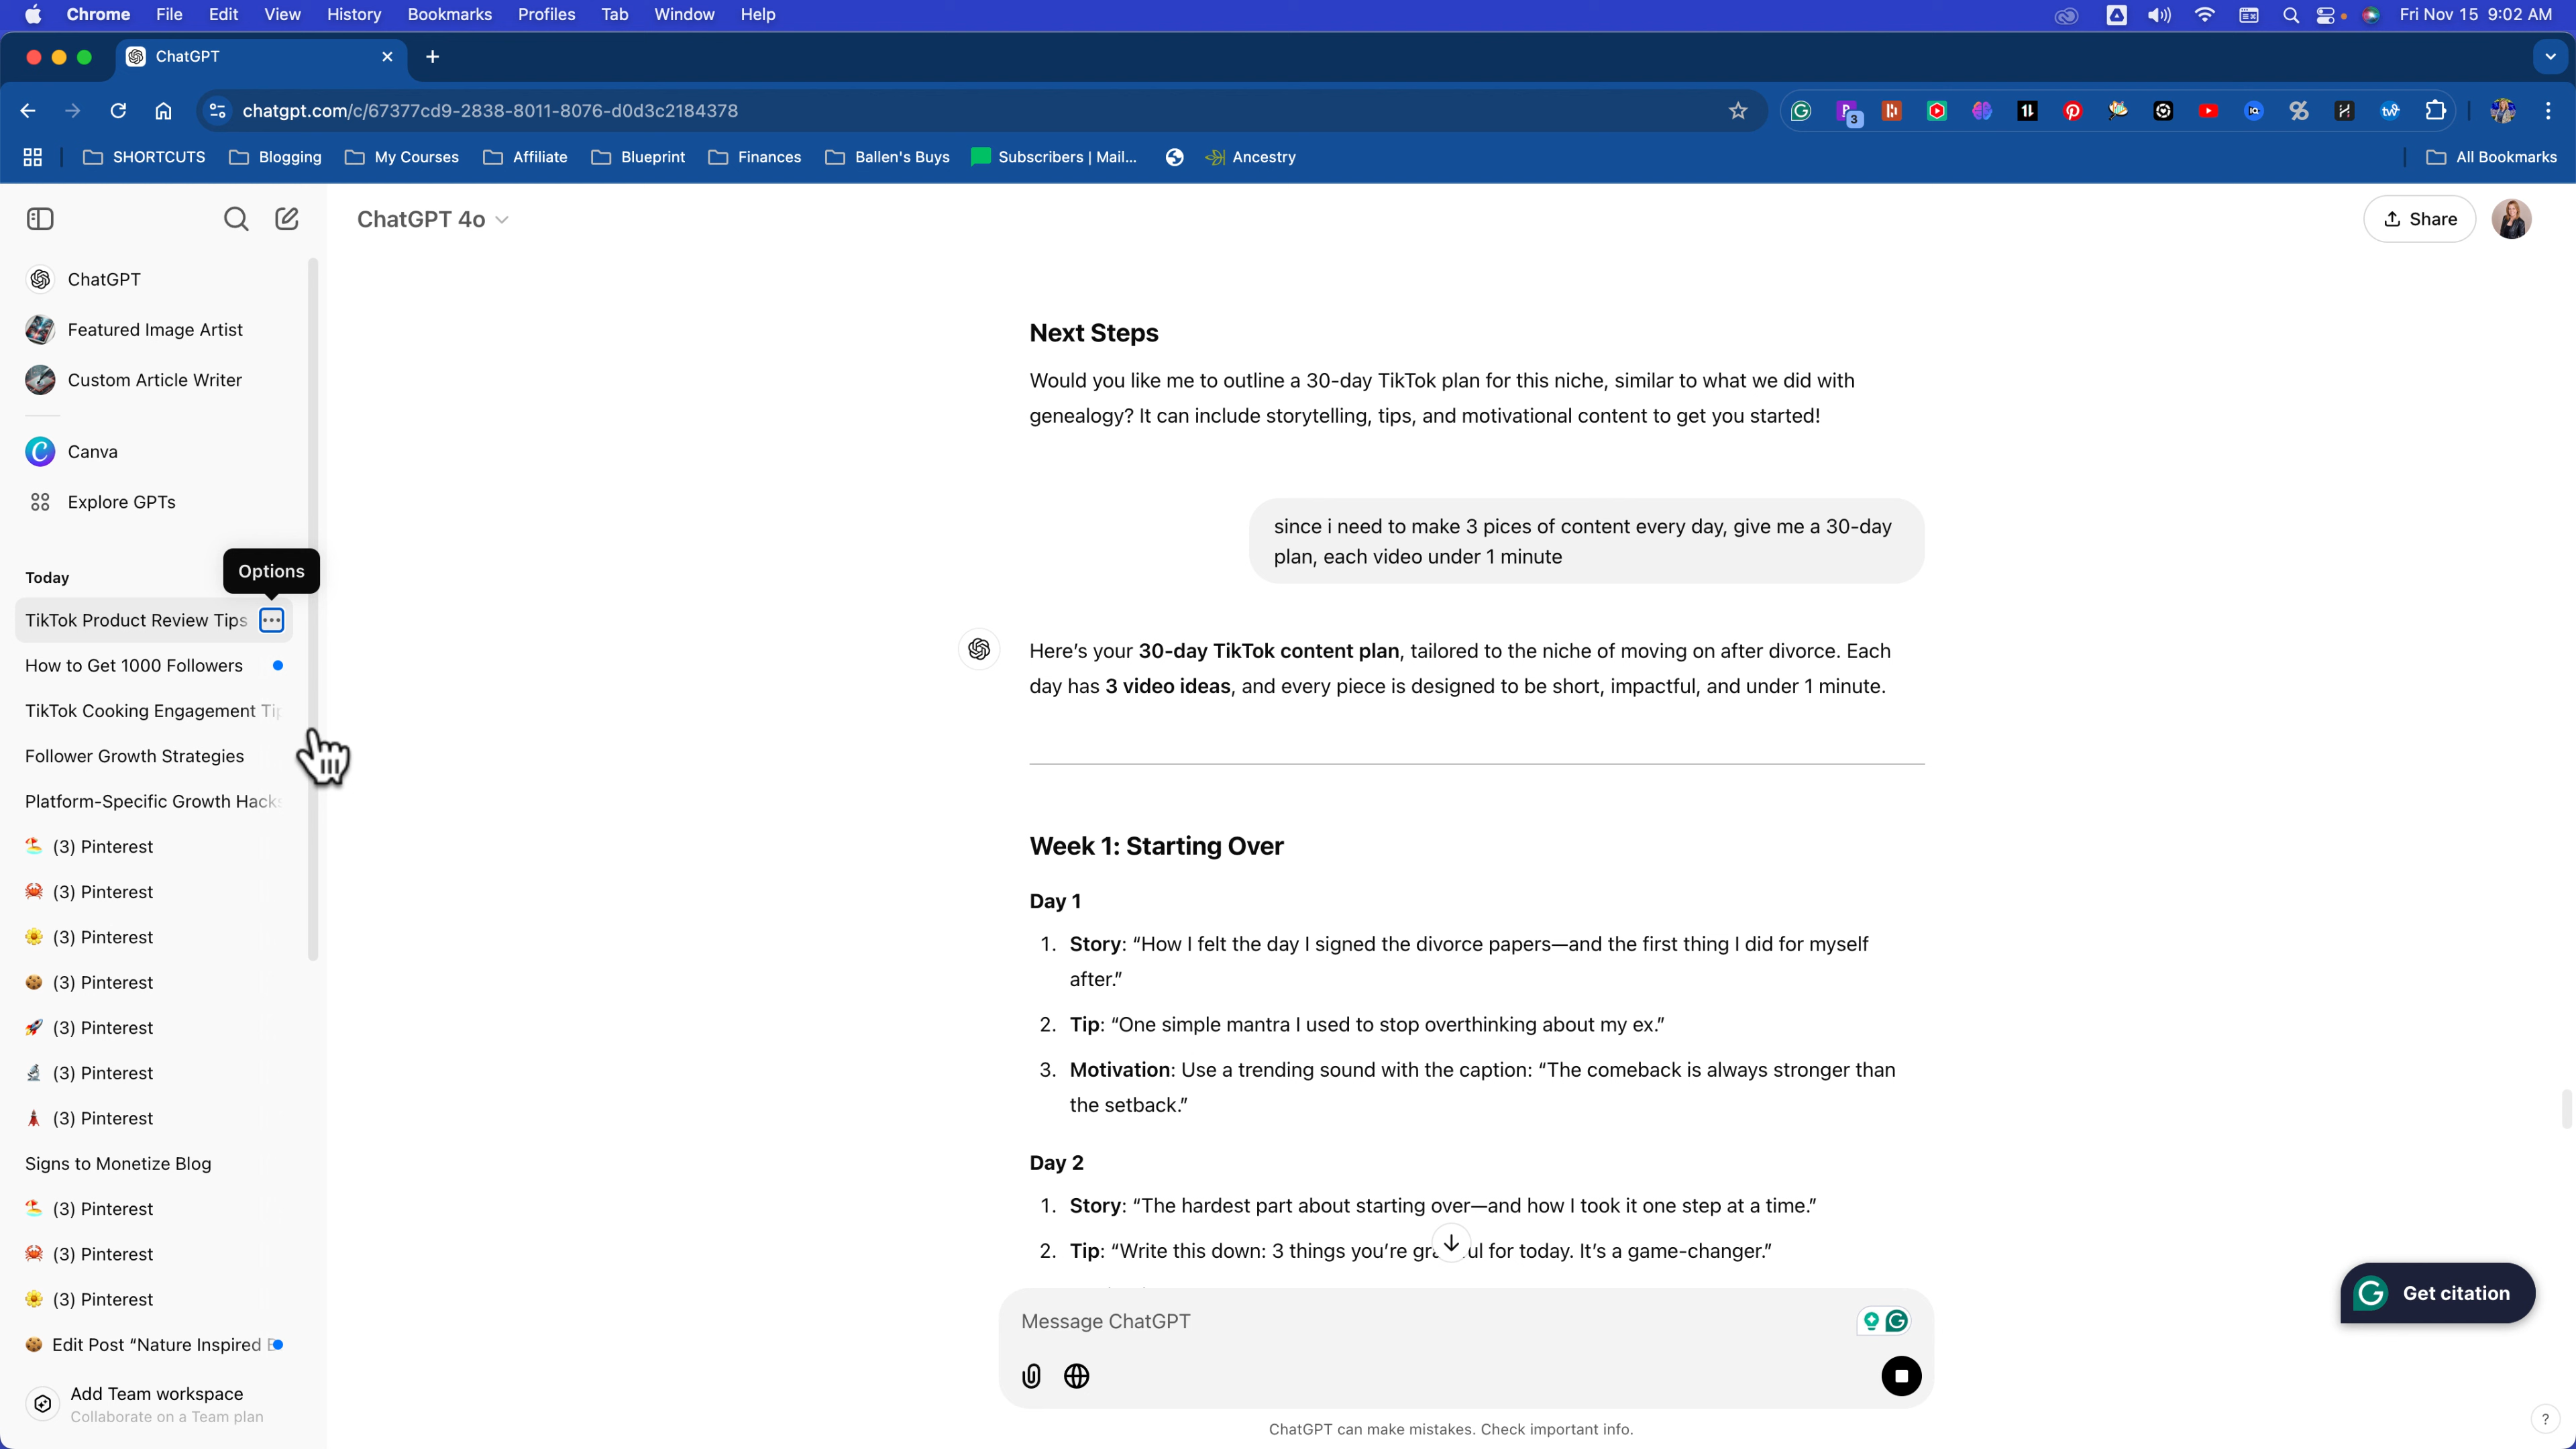 Chrome File Edit View History Bookmarks Profiles Tab Window Help
Fri Nov 15 9:02 AM
ChatGPT
chatgpt.com/c/67377cd9-2838-8011-8076-d0d3c2184378
3
SHORTCUTS Blogging My Courses Affiliate Blueprint Finances Ballen's Buys Subscribers | Mail... Ancestry All Bookmarks
ChatGPT 4o
Share
ChatGPT
Featured Image Artist
Custom Article Writer
Canva
Explore GPTs
Options
Today
TikTok Product Review Tips
How to Get 1000 Followers
TikTok Cooking Engagement Tip
Follower Growth Strategies
Platform-Specific Growth Hacks
(3) Pinterest
(3) Pinterest
(3) Pinterest
(3) Pinterest
(3) Pinterest
(3) Pinterest
(3) Pinterest
Signs to Monetize Blog
(3) Pinterest
(3) Pinterest
(3) Pinterest
Edit Post “Nature Inspired
Add Team workspace
Collaborate on a Team plan
Next Steps
Would you like me to outline a 30-day TikTok plan for this niche, similar to what we did with
genealogy? It can include storytelling, tips, and motivational content to get you started!
since i need to make 3 pices of content every day, give me a 30-day
plan, each video under 1 minute
Here’s your 30-day TikTok content plan, tailored to the niche of moving on after divorce. Each
day has 3 video ideas, and every piece is designed to be short, impactful, and under 1 minute.
Week 1: Starting Over
Day 1
1. Story: “How I felt the day I signed the divorce papers—and the first thing I did for myself
after.”
2. Tip: “One simple mantra I used to stop overthinking about my ex.”
3. Motivation: Use a trending sound with the caption: “The comeback is always stronger than
the setback.”
Day 2
1. Story: “The hardest part about starting over—and how I took it one step at a time.”
2. Tip: “Write this down: 3 things you’re for today. It’s a game-changer.”
Message ChatGPT
Get citation
ChatGPT can make mistakes. Check important info.
?